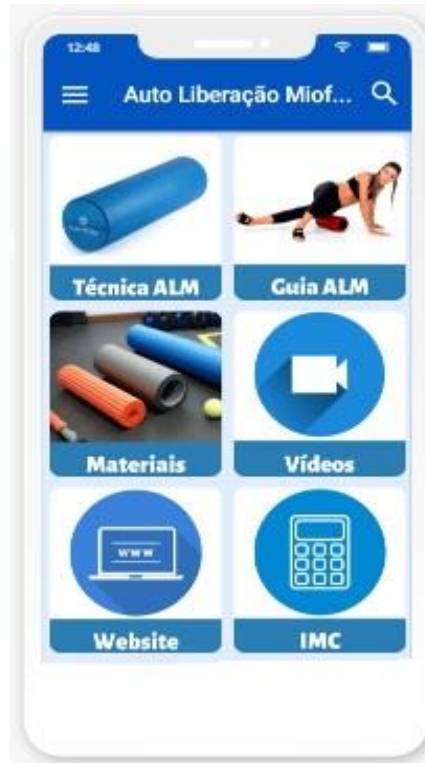 12:48
Auto Liberação Miof...
Técnica ALM
Guia ALM
Materiais
Vídeos
WWW
Website
IMC